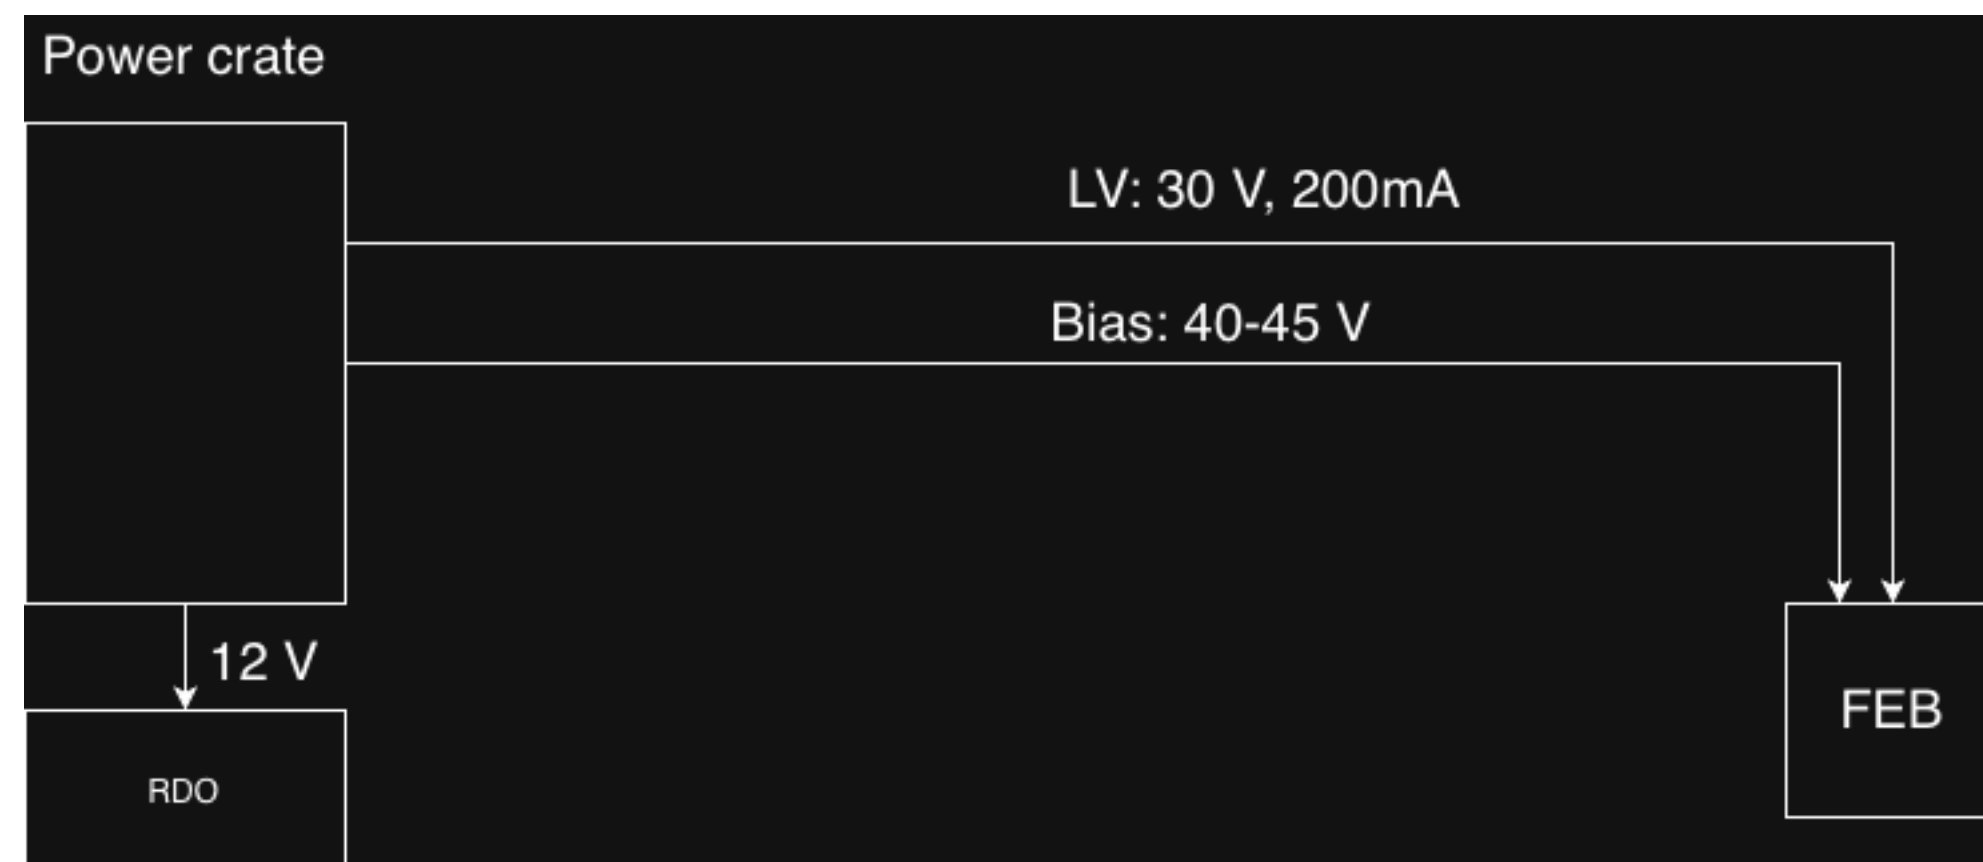 Power crate
LV: 30 V, 200mA
Bias: 40-45 V
12 V
FEB
RDO